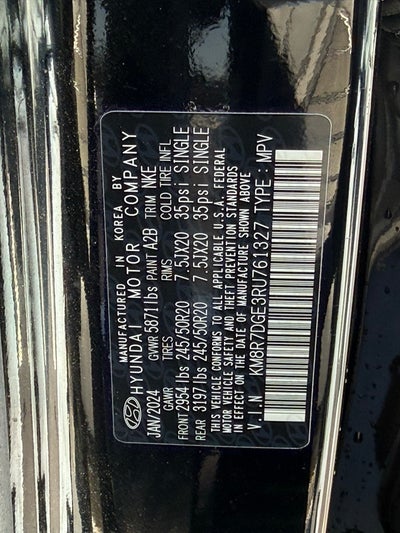 MANUFACTURED IN KOREA BY
HYUNDAI MOTOR COMPANY
JAN/2024 GVWR 5871 lbs PAINT A2B TRIM NKE
GAWR TIRES RIMS COLD TIRE INFL
FRONT 2954 lbs 245/50R20 7.5JX20 35psi SINGLE
REAR 3197 lbs 245/50R20 7.5JX20 35psi SINGLE
THIS VEHICLE CONFORMS TO ALL APPLICABLE U.S.A. FEDERAL
MOTOR VEHICLE SAFETY AND THEFT PREVENTION STANDARDS
IN EFFECT ON THE DATE OF MANUFACTURE SHOWN ABOVE.
VIN KM8R7DGE3RU761327 TYPE : MPV